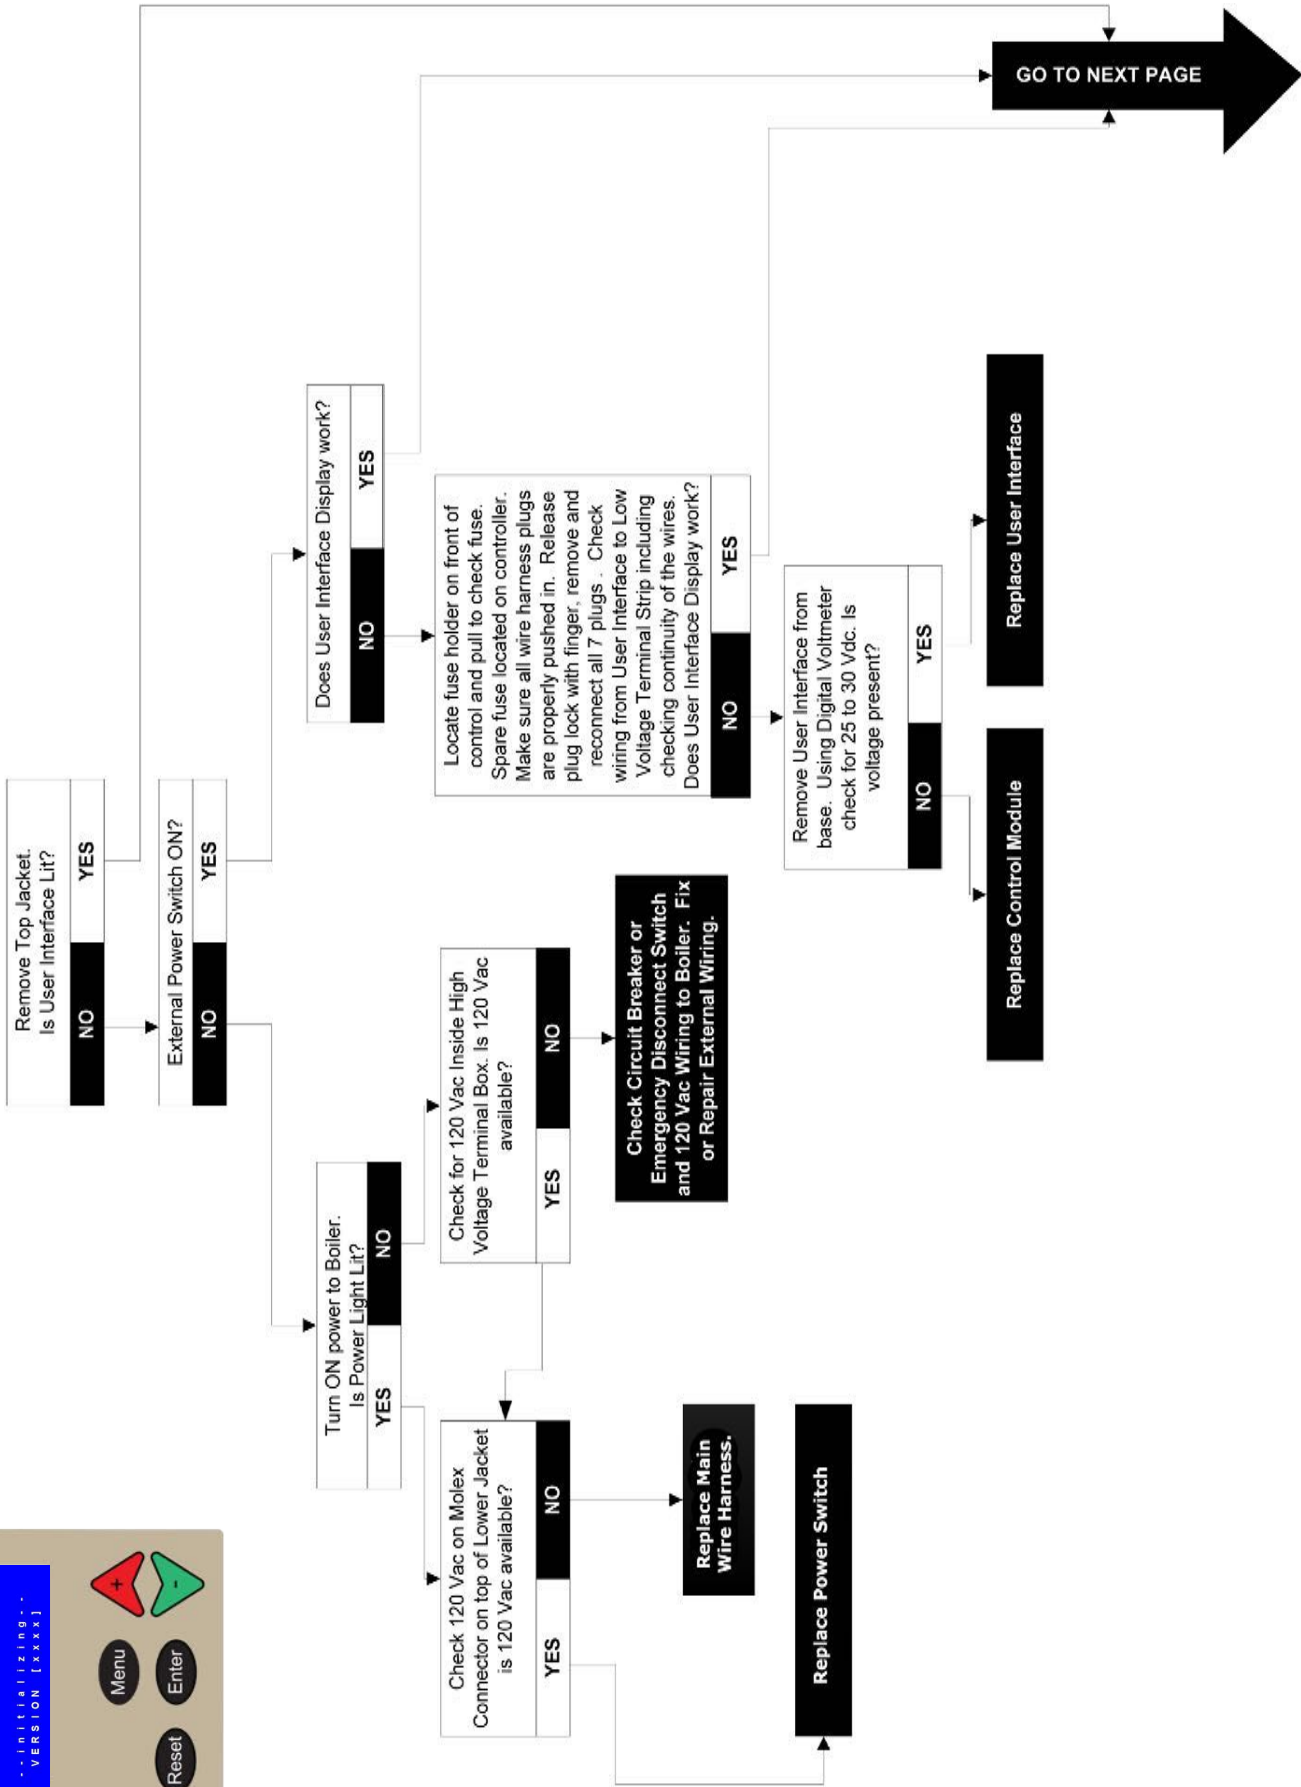 --initializing--
VERSION [xxxx]
Menu
Reset
Enter
+
-
Remove Top Jacket.
Is User Interface Lit?
NO
YES
External Power Switch ON?
NO
YES
Turn ON power to Boiler.
Is Power Light Lit?
YES
NO
Does User Interface Display work?
NO
YES
Check 120 Vac on Molex
Connector on top of Lower Jacket
is 120 Vac available?
YES
NO
Check for 120 Vac Inside High
Voltage Terminal Box. Is 120 Vac
available?
YES
NO
Locate fuse holder on front of
control and pull to check fuse.
Spare fuse located on controller.
Make sure all wire harness plugs
are properly pushed in. Release
plug lock with finger, remove and
reconnect all 7 plugs . Check
wiring from User Interface to Low
Voltage Terminal Strip including
checking continuity of the wires.
Does User Interface Display work?
NO
YES
Check Circuit Breaker or
Emergency Disconnect Switch
and 120 Vac Wiring to Boiler. Fix
or Repair External Wiring.
Replace Main
Wire Harness.
Replace Power Switch
Remove User Interface from
base. Using Digital Voltmeter
check for 25 to 30 Vdc. Is
voltage present?
NO
YES
Replace Control Module
Replace User Interface
GO TO NEXT PAGE